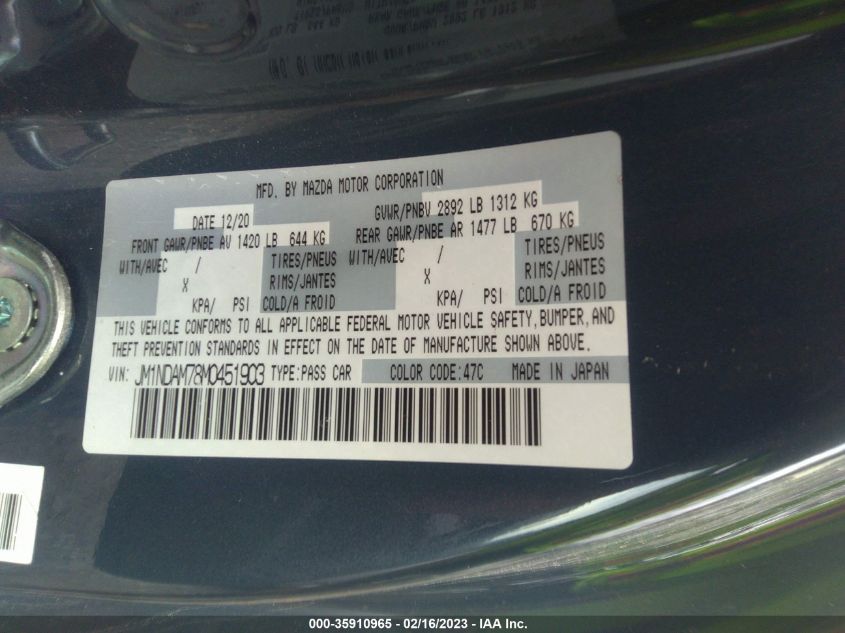 MFD. BY MAZDA MOTOR CORPORATION
DATE 12/20 GVWR/PNBV 2892 LB 1312 KG
FRONT GAWR/PNBE AV 1420 LB 644 KG REAR GAWR/PNBE AR 1477 LB 670 KG
WITH/AVEC / TIRES/PNEUS WITH/AVEC / TIRES/PNEUS
X RIMS/JANTES X RIMS/JANTES
KPA/ PSI COLD/A FROID KPA/ PSI COLD/A FROID
THIS VEHICLE CONFORMS TO ALL APPLICABLE FEDERAL MOTOR VEHICLE SAFETY, BUMPER, AND
THEFT PREVENTION STANDARDS IN EFFECT ON THE DATE OF MANUFACTURE SHOWN ABOVE.
VIN: JM1NDAM78M0451903 TYPE:PASS CAR COLOR CODE:47C MADE IN JAPAN
000-35910965 - 02/16/2023 - IAA Inc.